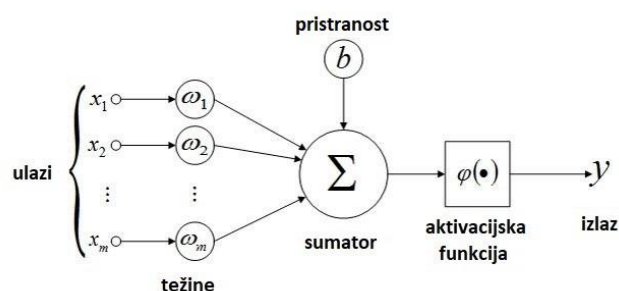 pristranost
b
x₁ ω₁
x₂ ω₂
ulazi
⋮ ⋮
Σ φ(•) y
xₘ ωₘ
sumator
aktivacijska
funkcija
izlaz
težine